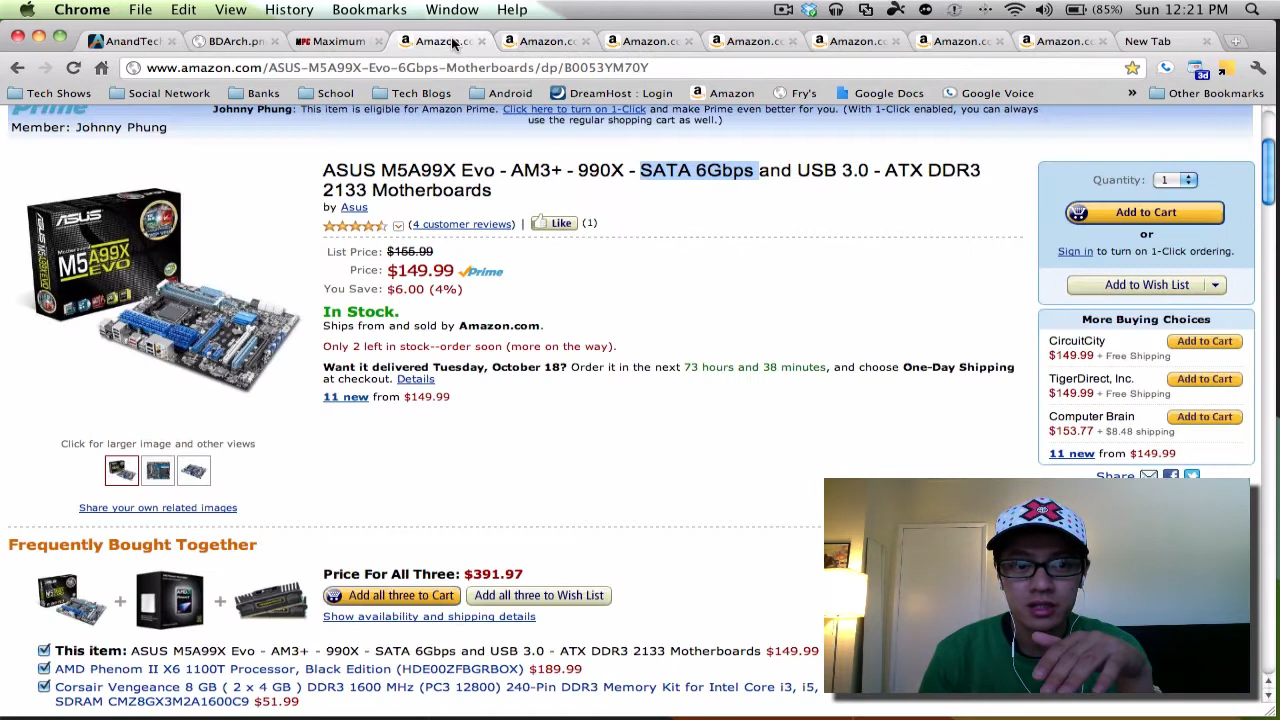 Chrome File Edit View History Bookmarks Window Help (85%) Sun 12:21 PM
AnandTech BDArch.pn MPC Maximum Amazon.co Amazon.co Amazon.co Amazon.co Amazon.co Amazon.co Amazon.co New Tab
www.amazon.com/ASUS-M5A99X-Evo-6Gbps-Motherboards/dp/B0053YM70Y 3d
Tech Shows Social Network Banks School Tech Blogs Android DreamHost : Login Amazon Fry's Google Docs Google Voice » Other Bookmarks
Prime
Johnny Phung: This item is eligible for Amazon Prime. Click here to turn on 1-Click and make Prime even better for you. (With 1-Click enabled, you can always
use the regular shopping cart as well.)
Member: Johnny Phung
ASUS M5A99X Evo - AM3+ - 990X - SATA 6Gbps and USB 3.0 - ATX DDR3
2133 Motherboards
by Asus
(4 customer reviews) | Like (1)
List Price: $155.99
Price: $149.99 Prime
You Save: $6.00 (4%)
In Stock.
Ships from and sold by Amazon.com.
Only 2 left in stock--order soon (more on the way).
Want it delivered Tuesday, October 18? Order it in the next 73 hours and 38 minutes, and choose One-Day Shipping
at checkout. Details
11 new from $149.99
ASUS
M5A99X
EVO
Click for larger image and other views
Share your own related images
Quantity: 1
Add to Cart
or
Sign in to turn on 1-Click ordering.
Add to Wish List
More Buying Choices
CircuitCity Add to Cart
$149.99 + Free Shipping
TigerDirect, Inc. Add to Cart
$149.99 + Free Shipping
Computer Brain Add to Cart
$153.77 + $8.48 shipping
11 new from $149.99
Share
Frequently Bought Together
+ +
Price For All Three: $391.97
Add all three to Cart Add all three to Wish List
Show availability and shipping details
This item: ASUS M5A99X Evo - AM3+ - 990X - SATA 6Gbps and USB 3.0 - ATX DDR3 2133 Motherboards $149.99
AMD Phenom II X6 1100T Processor, Black Edition (HDE00ZFBGRBOX) $189.99
Corsair Vengeance 8 GB ( 2 x 4 GB ) DDR3 1600 MHz (PC3 12800) 240-Pin DDR3 Memory Kit for Intel Core i3, i5,
SDRAM CMZ8GX3M2A1600C9 $51.99